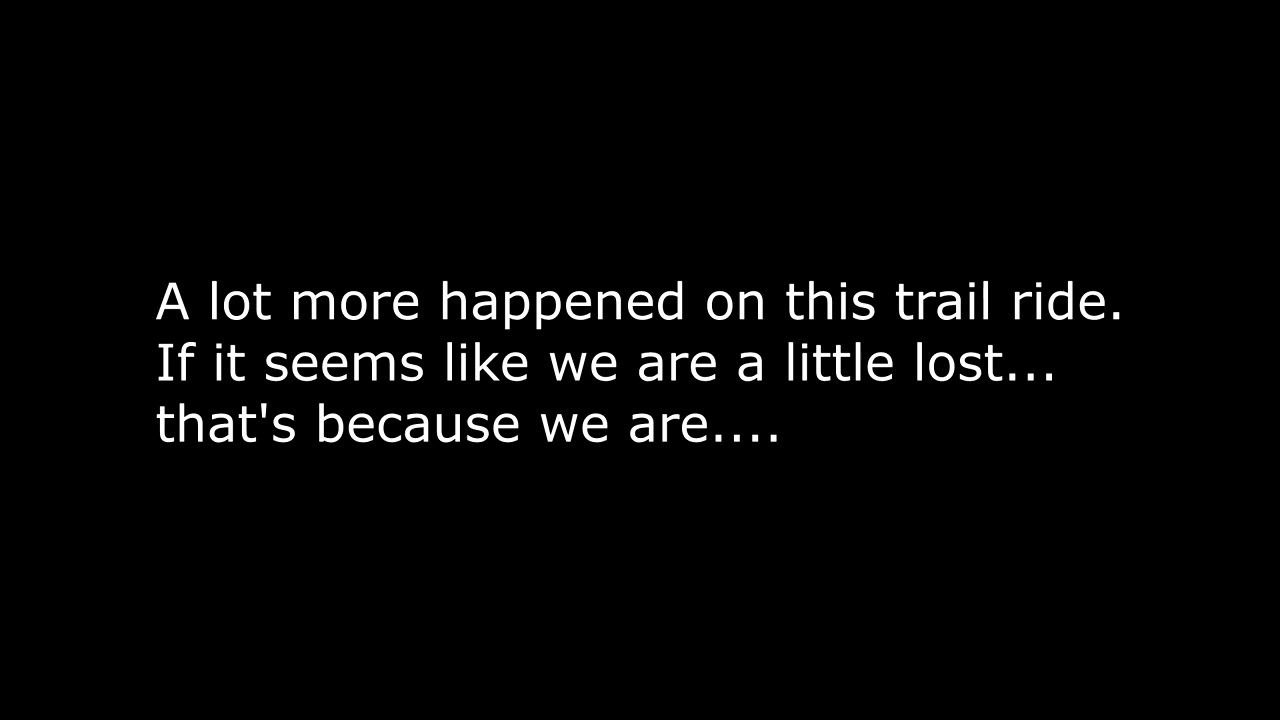 A lot more happened on this trail ride.
If it seems like we are a little lost...
that's because we are....